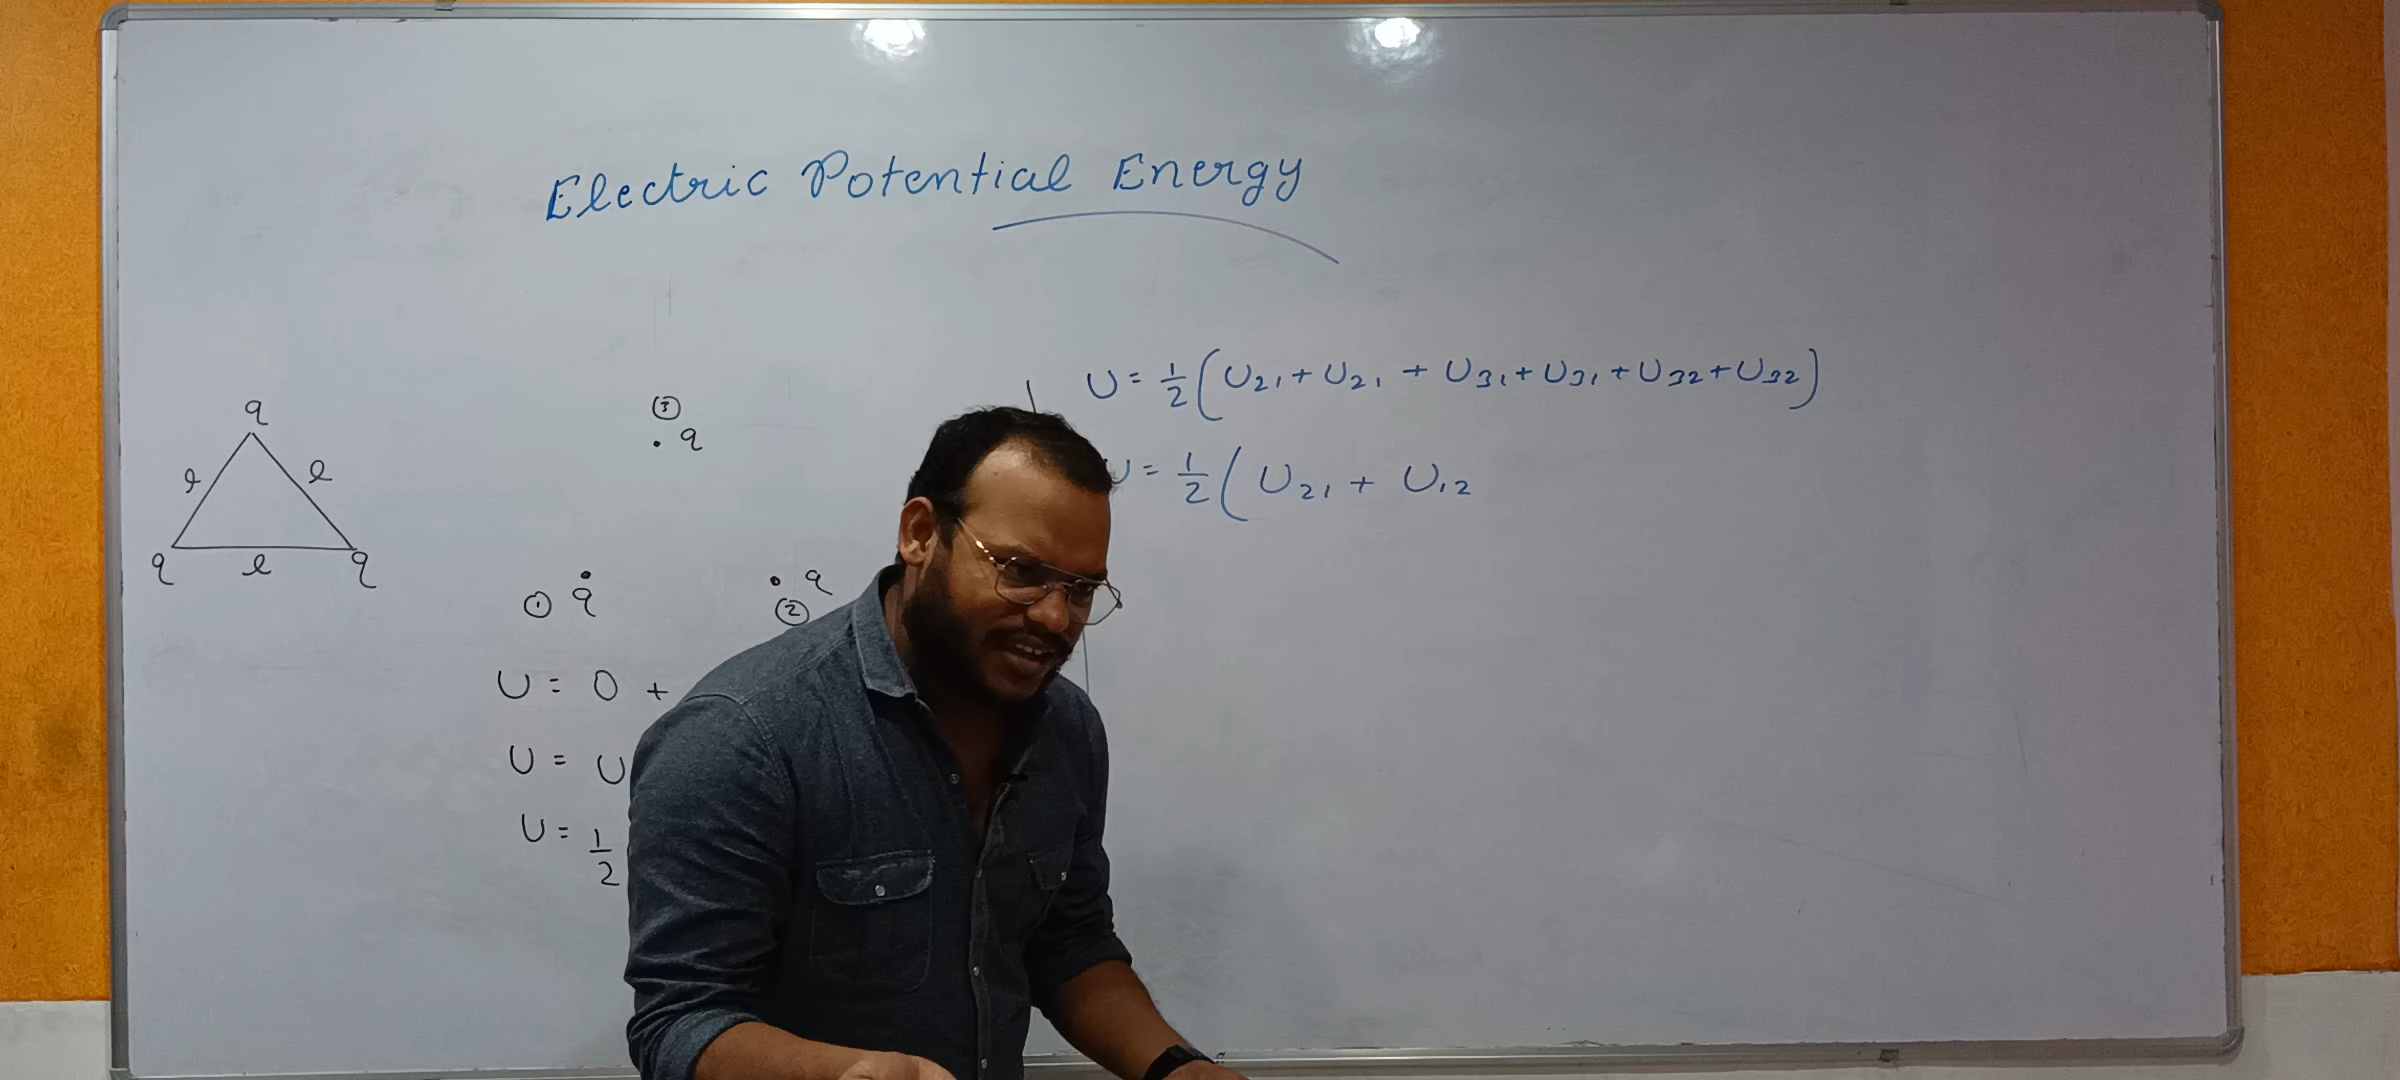 Electric Potential Energy
q
l l
q l q
③
. q
① q
. q
②
U = 0 +
U = U
U = 1/2
U = 1/2 (U₂₁ + U₂₁ + U₃₁ + U₃₁ + U₃₂ + U₃₂)
U = 1/2 ( U₂₁ + U₁₂